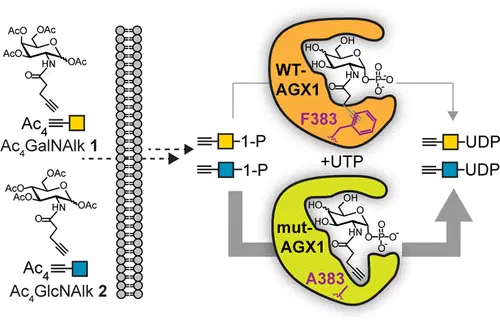 OAc
AcO
O
AcO
OAc
HN
O
Ac4
Ac4GalNAlk 1
OAc
AcO
O
AcO
OAc
HN
O
Ac4
Ac4GlcNAlk 2
1-P
1-P
WT-
AGX1
OH
HO
O
HO
HN
O
O
O
P
O-
O-
F383
+UTP
mut-
AGX1
OH
HO
O
HO
HN
O
O
O
P
O-
O-
A383
UDP
UDP